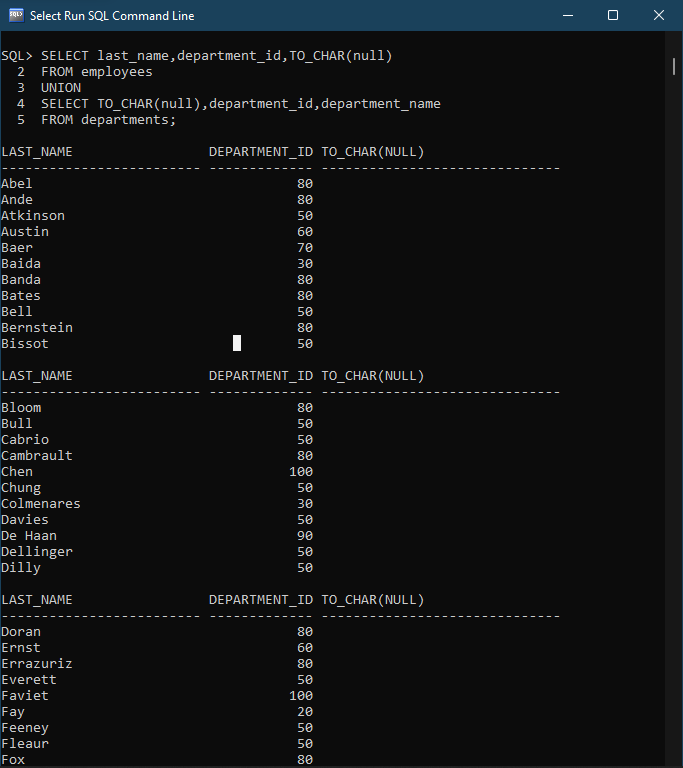 Select Run SQL Command Line
SQL> SELECT last_name,department_id,TO_CHAR(null)
  2  FROM employees
  3  UNION
  4  SELECT TO_CHAR(null),department_id,department_name
  5  FROM departments;
LAST_NAME                 DEPARTMENT_ID TO_CHAR(NULL)
------------------------- ------------- ------------------------------
Abel                                 80
Ande                                 80
Atkinson                             50
Austin                               60
Baer                                 70
Baida                                30
Banda                                80
Bates                                80
Bell                                 50
Bernstein                            80
Bissot                               50
LAST_NAME                 DEPARTMENT_ID TO_CHAR(NULL)
------------------------- ------------- ------------------------------
Bloom                                80
Bull                                 50
Cabrio                               50
Cambrault                            80
Chen                                100
Chung                                50
Colmenares                           30
Davies                               50
De Haan                              90
Dellinger                            50
Dilly                                50
LAST_NAME                 DEPARTMENT_ID TO_CHAR(NULL)
------------------------- ------------- ------------------------------
Doran                                80
Ernst                                60
Errazuriz                            80
Everett                              50
Faviet                              100
Fay                                  20
Feeney                               50
Fleaur                               50
Fox                                  80